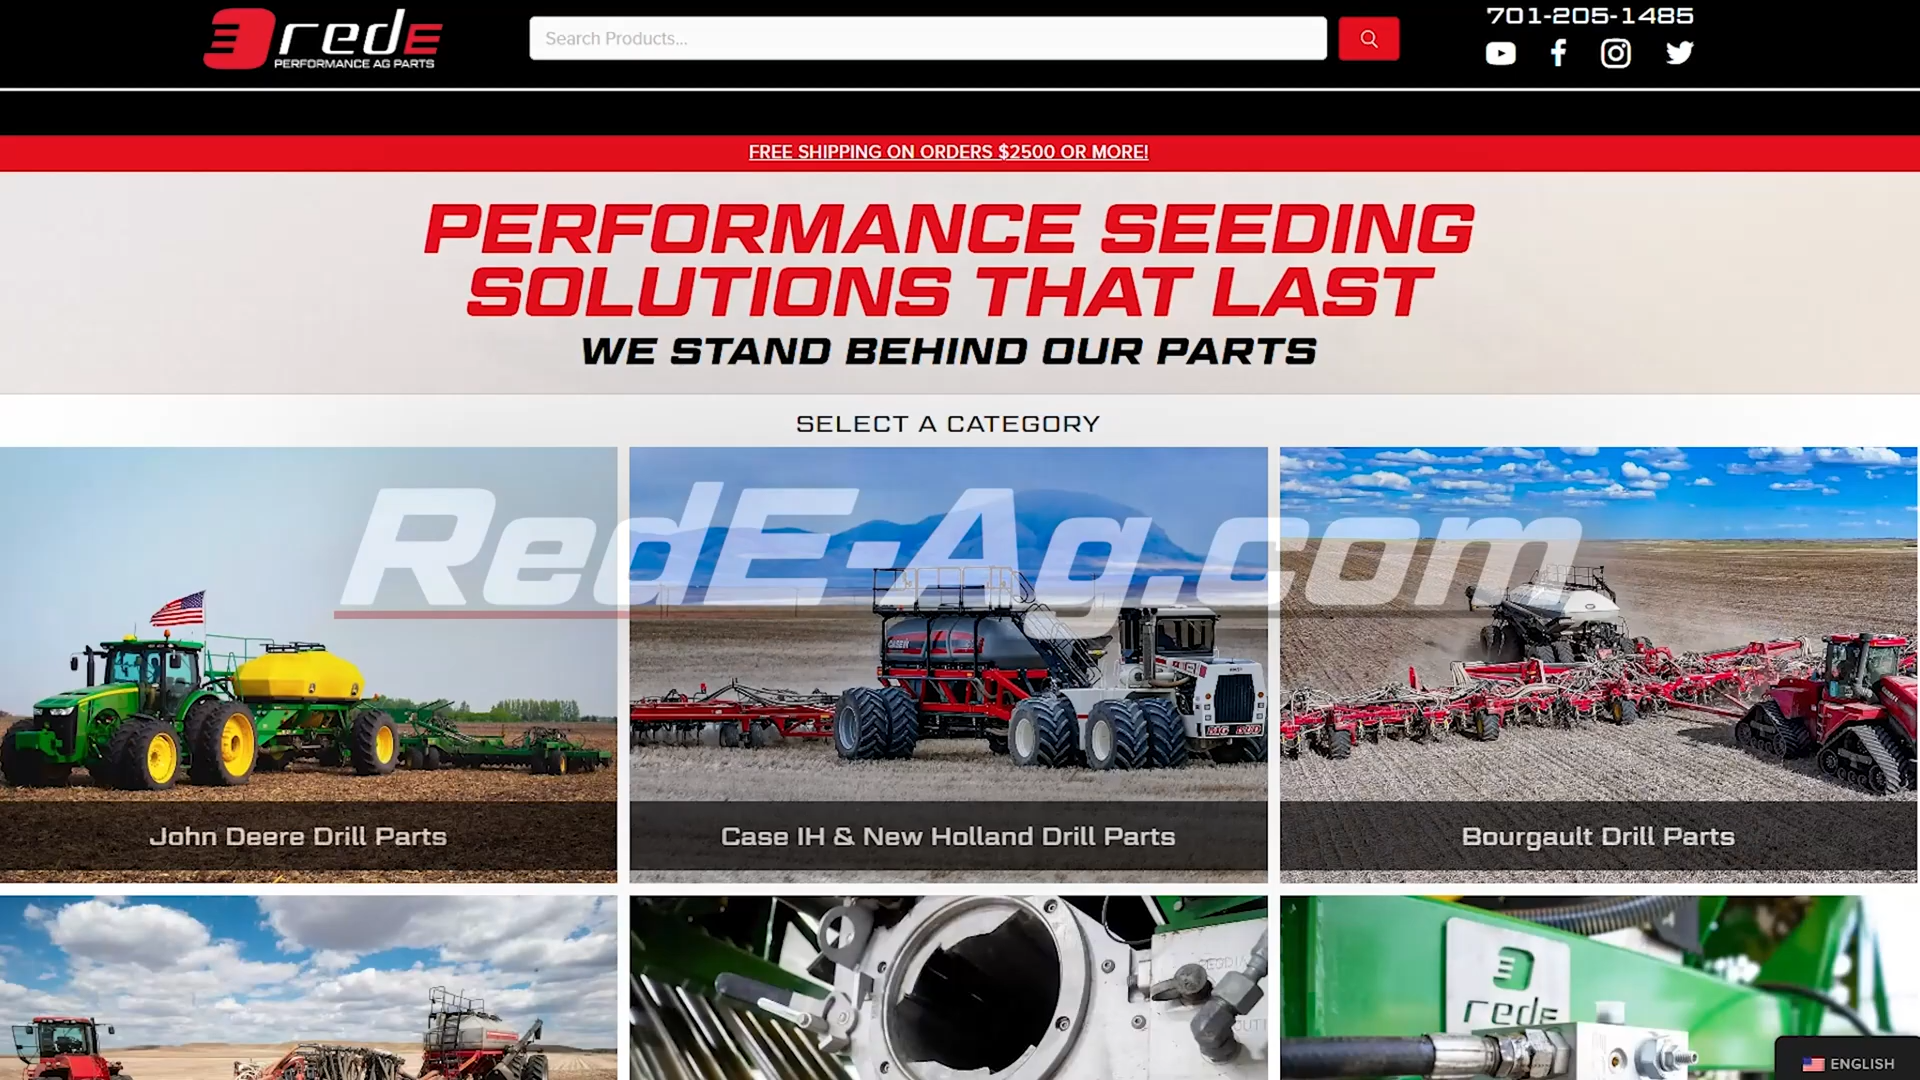 redE
PERFORMANCE AG PARTS
Search Products...
701-205-1485
FREE SHIPPING ON ORDERS $2500 OR MORE!
PERFORMANCE SEEDING
SOLUTIONS THAT LAST
WE STAND BEHIND OUR PARTS
SELECT A CATEGORY
RedE-Ag.com
CASE IH
John Deere Drill Parts
Case IH & New Holland Drill Parts
Bourgault Drill Parts
redE
ENGLISH